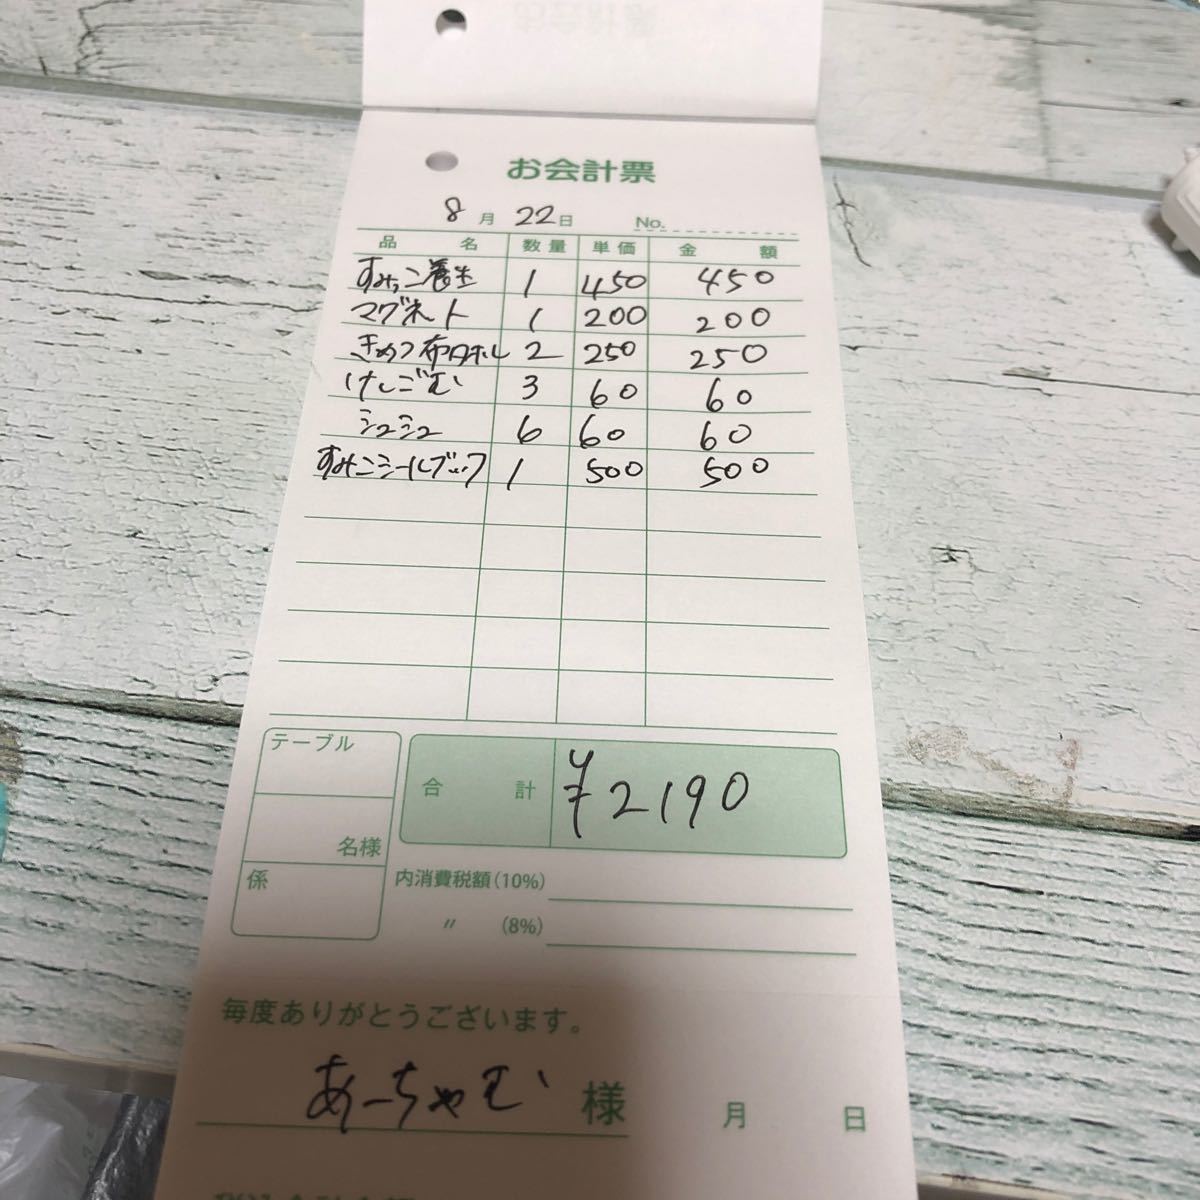 お会計票
8月 22日 No.
品名 数量 単価 金額
すみっこ養生 1 450 450
マグネット 1 200 200
きめつ布タホル 2 250 250
けしごむ 3 60 60
シュシュ 6 60 60
すみっこシールブック 1 500 500
テーブル
名様
係
合計 ¥2190
内消費税額(10%)
〃 (8%)
毎度ありがとうございます。
あーちゃむ 様 月 日